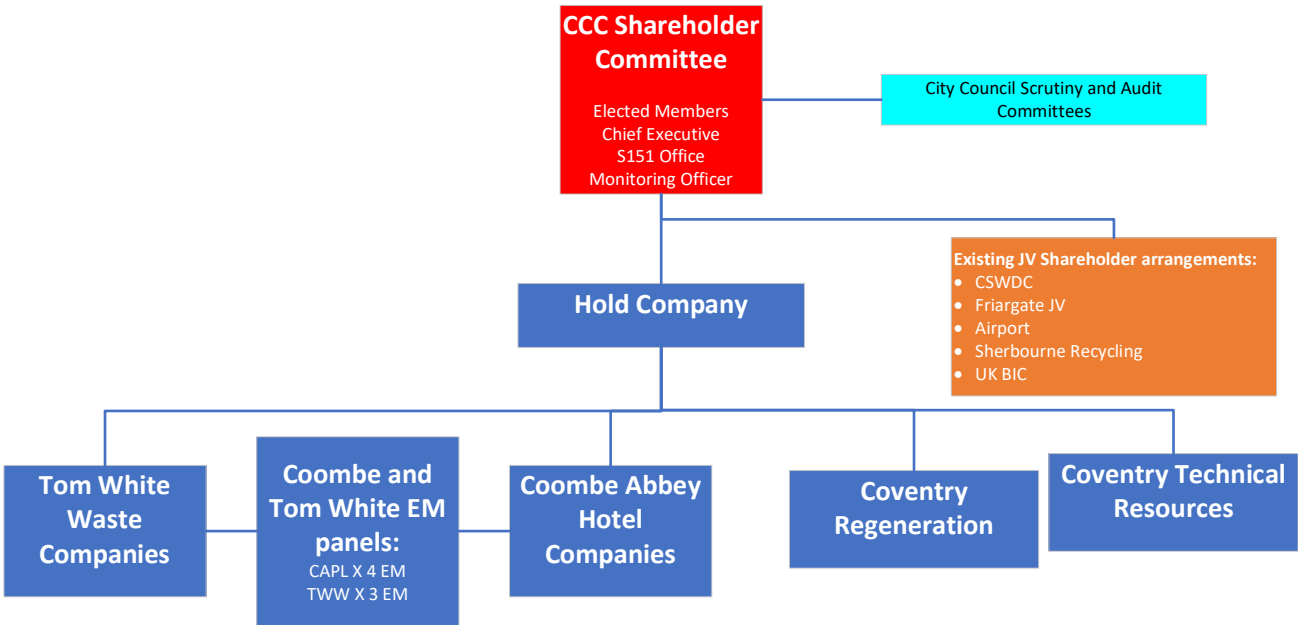 CCC Shareholder
Committee
Elected Members
Chief Executive
S151 Office
Monitoring Officer
City Council Scrutiny and Audit
Committees
Existing JV Shareholder arrangements:
• CSWDC
• Friargate JV
• Airport
• Sherbourne Recycling
• UK BIC
Hold Company
Tom White
Waste
Companies
Coombe and
Tom White EM
panels:
CAPL X 4 EM
TWW X 3 EM
Coombe Abbey
Hotel
Companies
Coventry
Regeneration
Coventry Technical
Resources